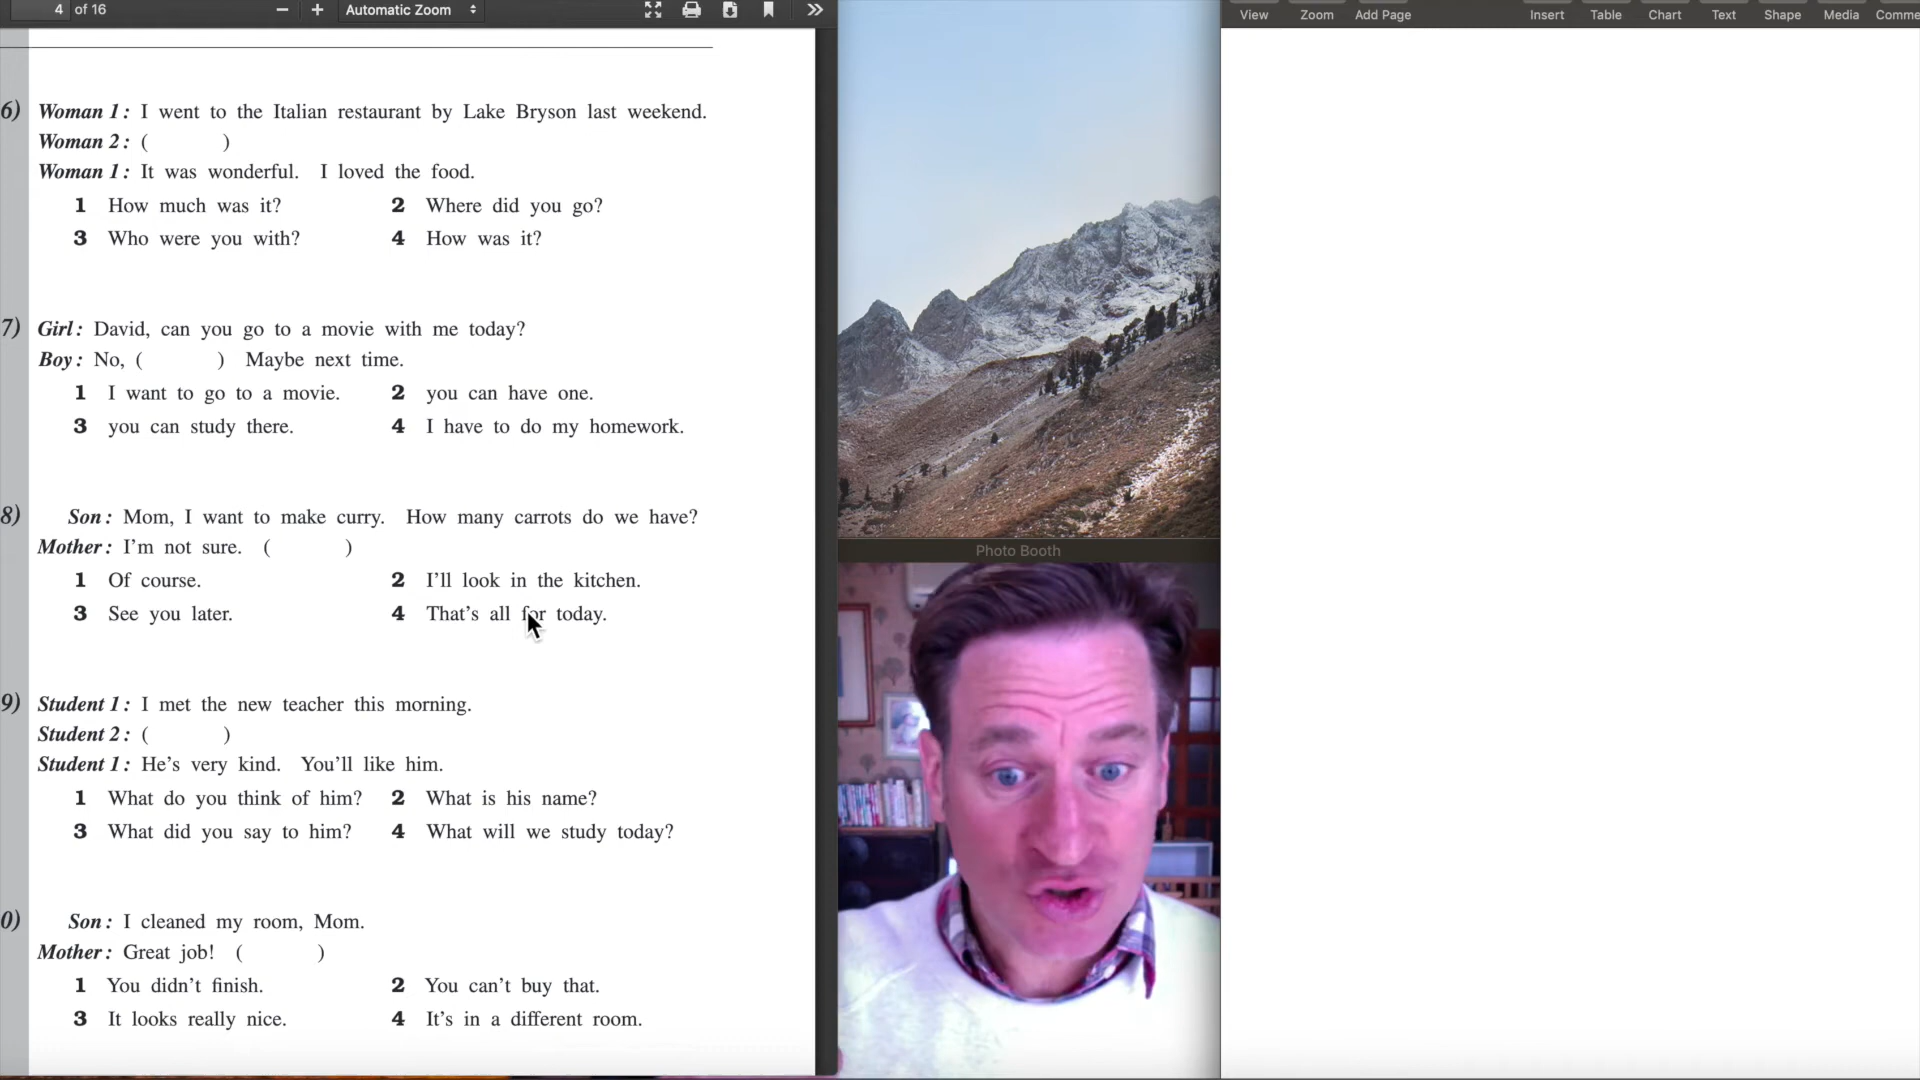 4 of 16 − + Automatic Zoom
View Zoom Add Page Insert Table Chart Text Shape Media Comme
6) Woman 1 : I went to the Italian restaurant by Lake Bryson last weekend.
Woman 2 : ( )
Woman 1 : It was wonderful. I loved the food.
1 How much was it? 2 Where did you go?
3 Who were you with? 4 How was it?
7) Girl : David, can you go to a movie with me today?
Boy : No, ( ) Maybe next time.
1 I want to go to a movie. 2 you can have one.
3 you can study there. 4 I have to do my homework.
8) Son : Mom, I want to make curry. How many carrots do we have?
Mother : I'm not sure. ( )
1 Of course. 2 I'll look in the kitchen.
3 See you later. 4 That's all for today.
9) Student 1 : I met the new teacher this morning.
Student 2 : ( )
Student 1 : He's very kind. You'll like him.
1 What do you think of him? 2 What is his name?
3 What did you say to him? 4 What will we study today?
0) Son : I cleaned my room, Mom.
Mother : Great job! ( )
1 You didn't finish. 2 You can't buy that.
3 It looks really nice. 4 It's in a different room.
Photo Booth